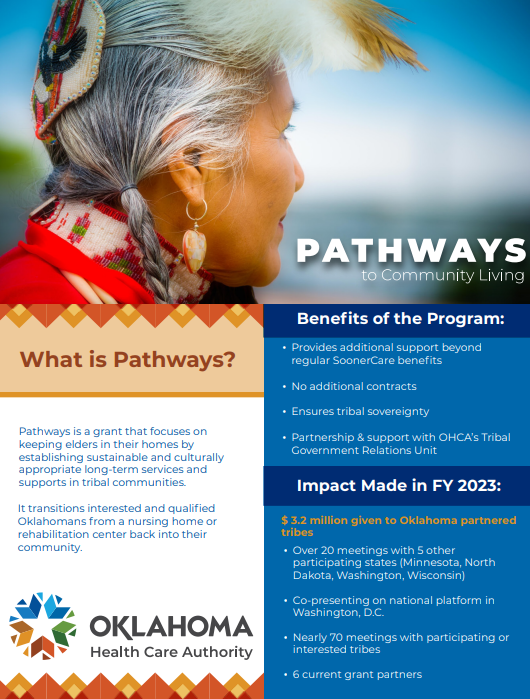 PATHWAYS
to Community Living
What is Pathways?
Pathways is a grant that focuses on
keeping elders in their homes by
establishing sustainable and culturally
appropriate long-term services and
supports in tribal communities.
It transitions interested and qualified
Oklahomans from a nursing home or
rehabilitation center back into their
community.
OKLAHOMA
Health Care Authority
Benefits of the Program:
• Provides additional support beyond
regular SoonerCare benefits
• No additional contracts
• Ensures tribal sovereignty
• Partnership & support with OHCA's Tribal
Government Relations Unit
Impact Made in FY 2023:
$ 3.2 million given to Oklahoma partnered
tribes
• Over 20 meetings with 5 other
participating states (Minnesota, North
Dakota, Washington, Wisconsin)
• Co-presenting on national platform in
Washington, D.C.
• Nearly 70 meetings with participating or
interested tribes
• 6 current grant partners